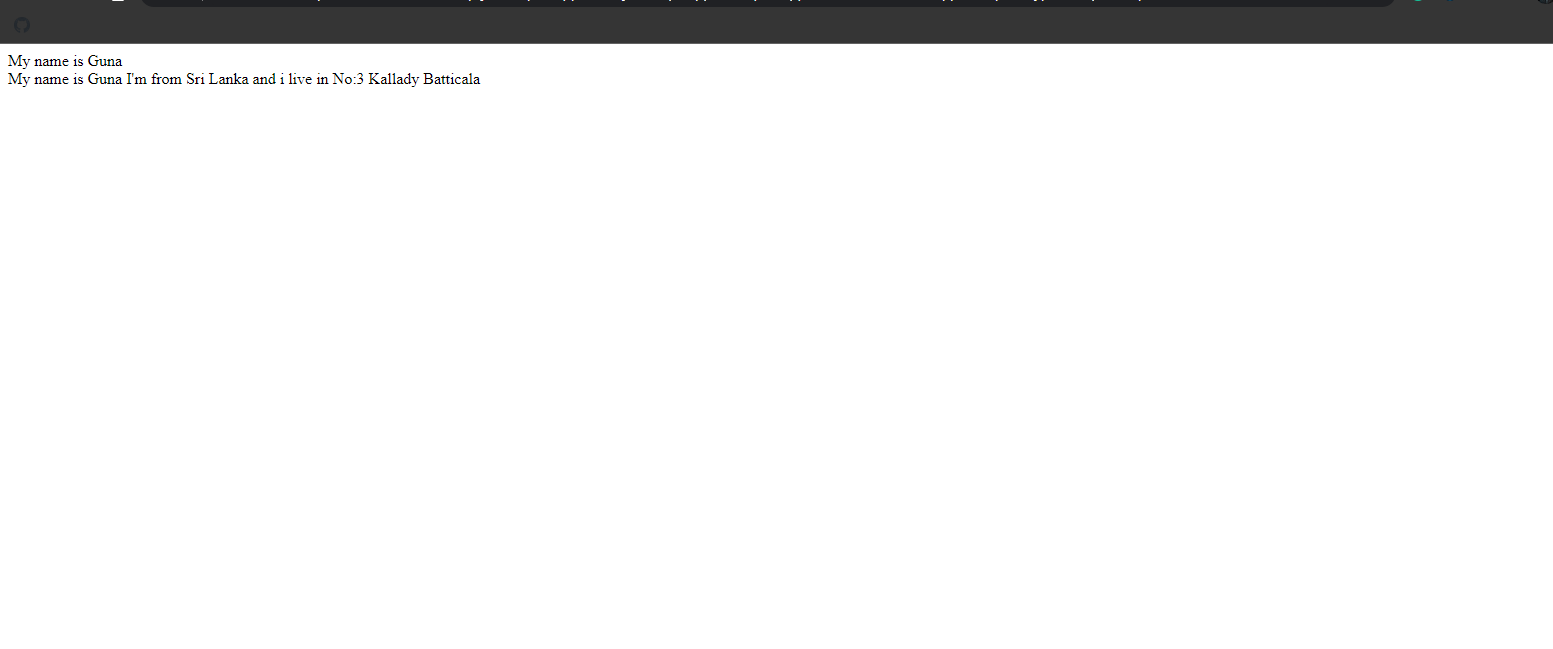 My name is Guna
My name is Guna I'm from Sri Lanka and i live in No:3 Kallady Batticala